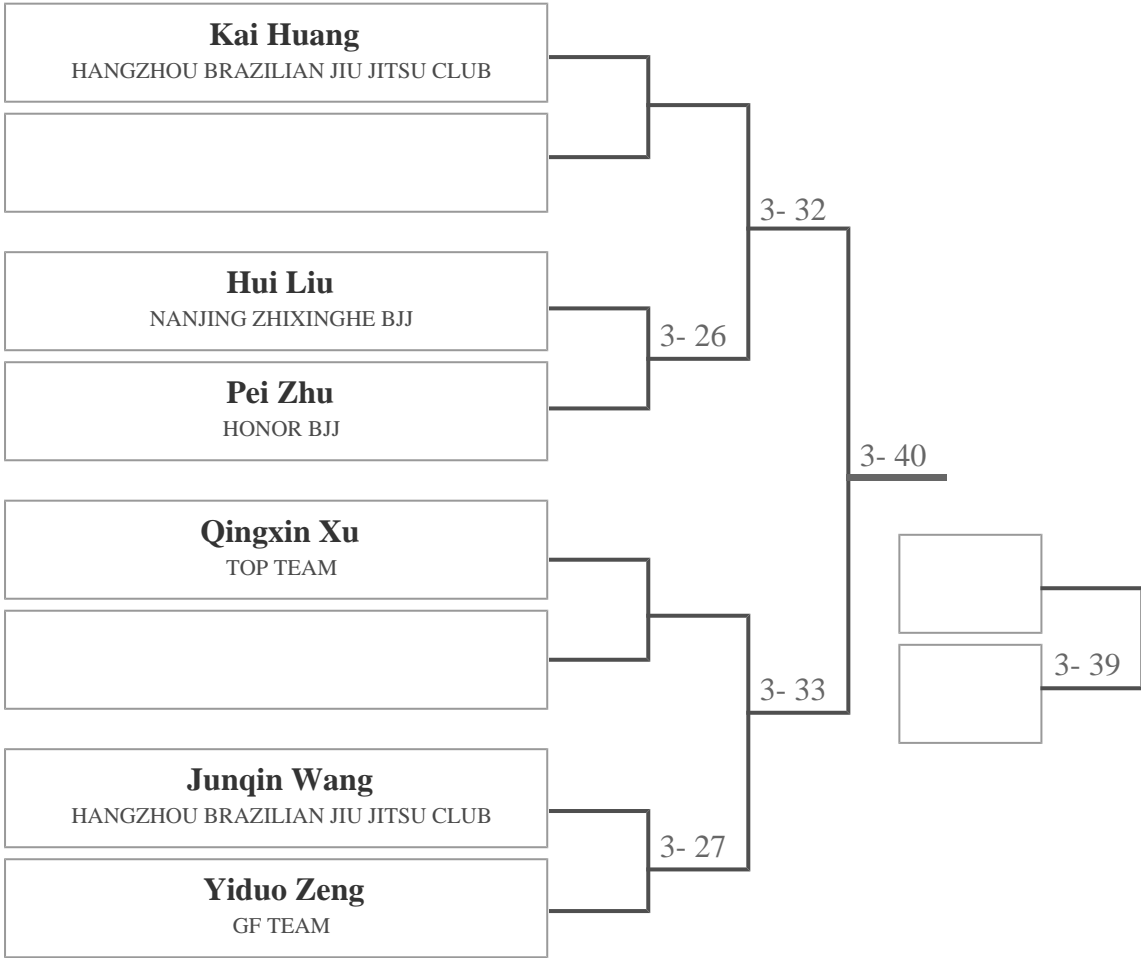 Kai Huang
HANGZHOU BRAZILIAN JIU JITSU CLUB
3- 32
Hui Liu
NANJING ZHIXINGHE BJJ
3- 26
Pei Zhu
HONOR BJJ
3- 40
Qingxin Xu
TOP TEAM
3- 39
3- 33
Junqin Wang
HANGZHOU BRAZILIAN JIU JITSU CLUB
3- 27
Yiduo Zeng
GF TEAM